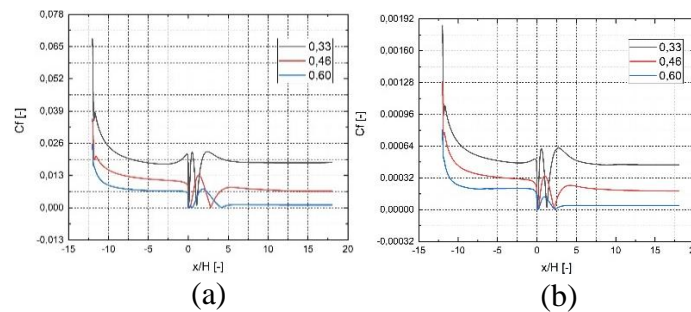 0,078
0,065
0,052
0,039
0,026
0,013
0,000
-0,013
Cf [-]
0,33
0,46
0,60
-15 -10 -5 0 5 10 15 20
x/H [-]
(a)
0.00192
0.00160
0.00128
0.00096
0.00064
0.00032
0.00000
-0.00032
Cf [-]
0,33
0,46
0,60
-15 -10 -5 0 5 10 15
x/H [-]
(b)